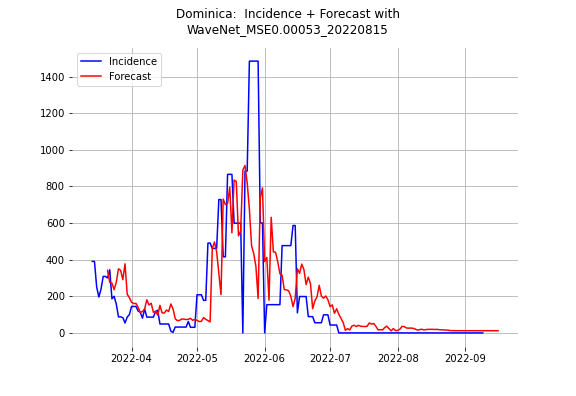 Dominica:  Incidence + Forecast with
WaveNet_MSE0.00053_20220815
Incidence
Forecast
1400
1200
1000
800
600
400
200
0
2022-04 2022-05 2022-06 2022-07 2022-08 2022-09